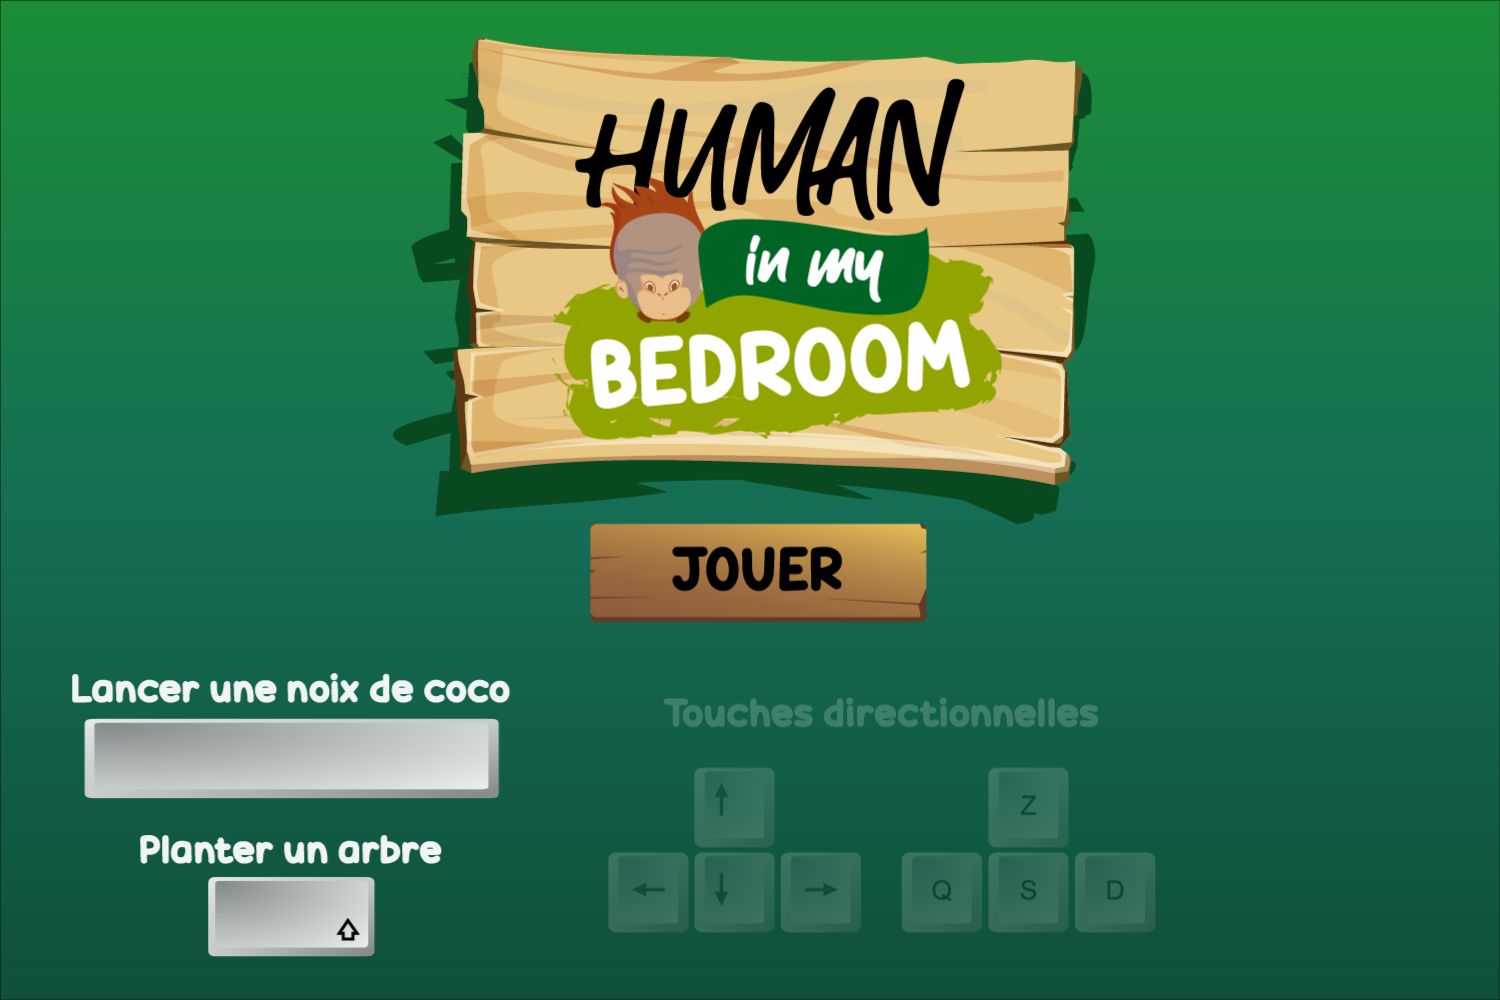 HUMAN
in my
BEDROOM
JOUER
Lancer une noix de coco
Touches directionnelles
Z
Planter un arbre
Q S D